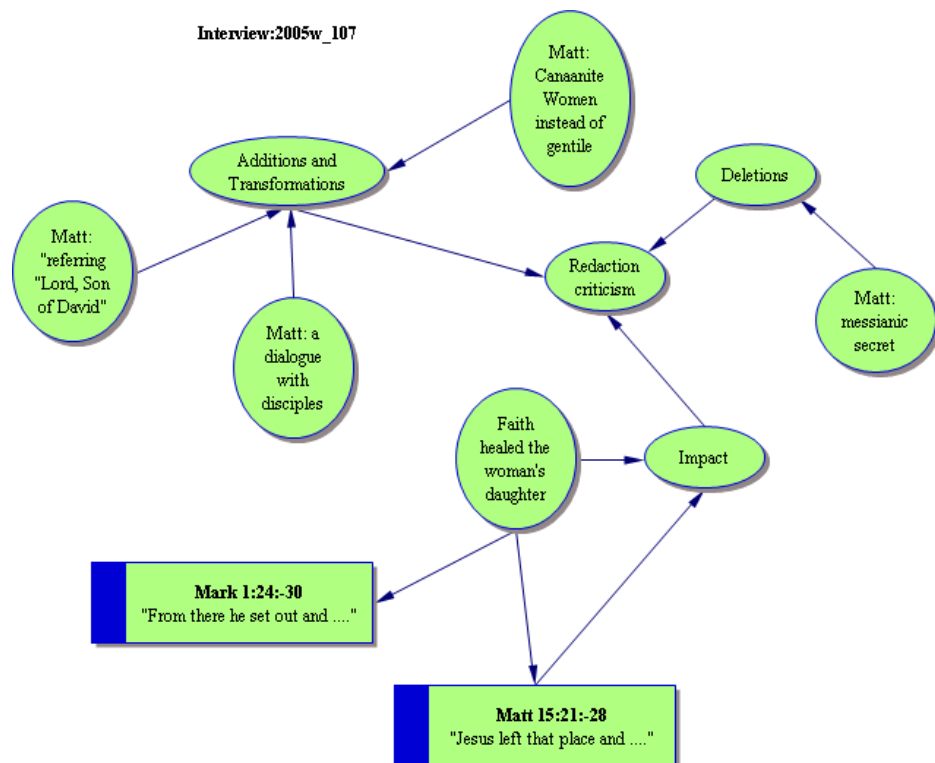 Interview:2005w_107
Matt:
Canaanite
Women
instead of
gentile
Additions and
Transformations
Deletions
Matt:
"referring
"Lord, Son
of David"
Redaction
criticism
Matt:
messianic
secret
Matt: a
dialogue
with
disciples
Faith
healed the
woman's
daughter
Impact
Mark 1:24:-30
"From there he set out and ...."
Matt 15:21:-28
"Jesus left that place and ...."